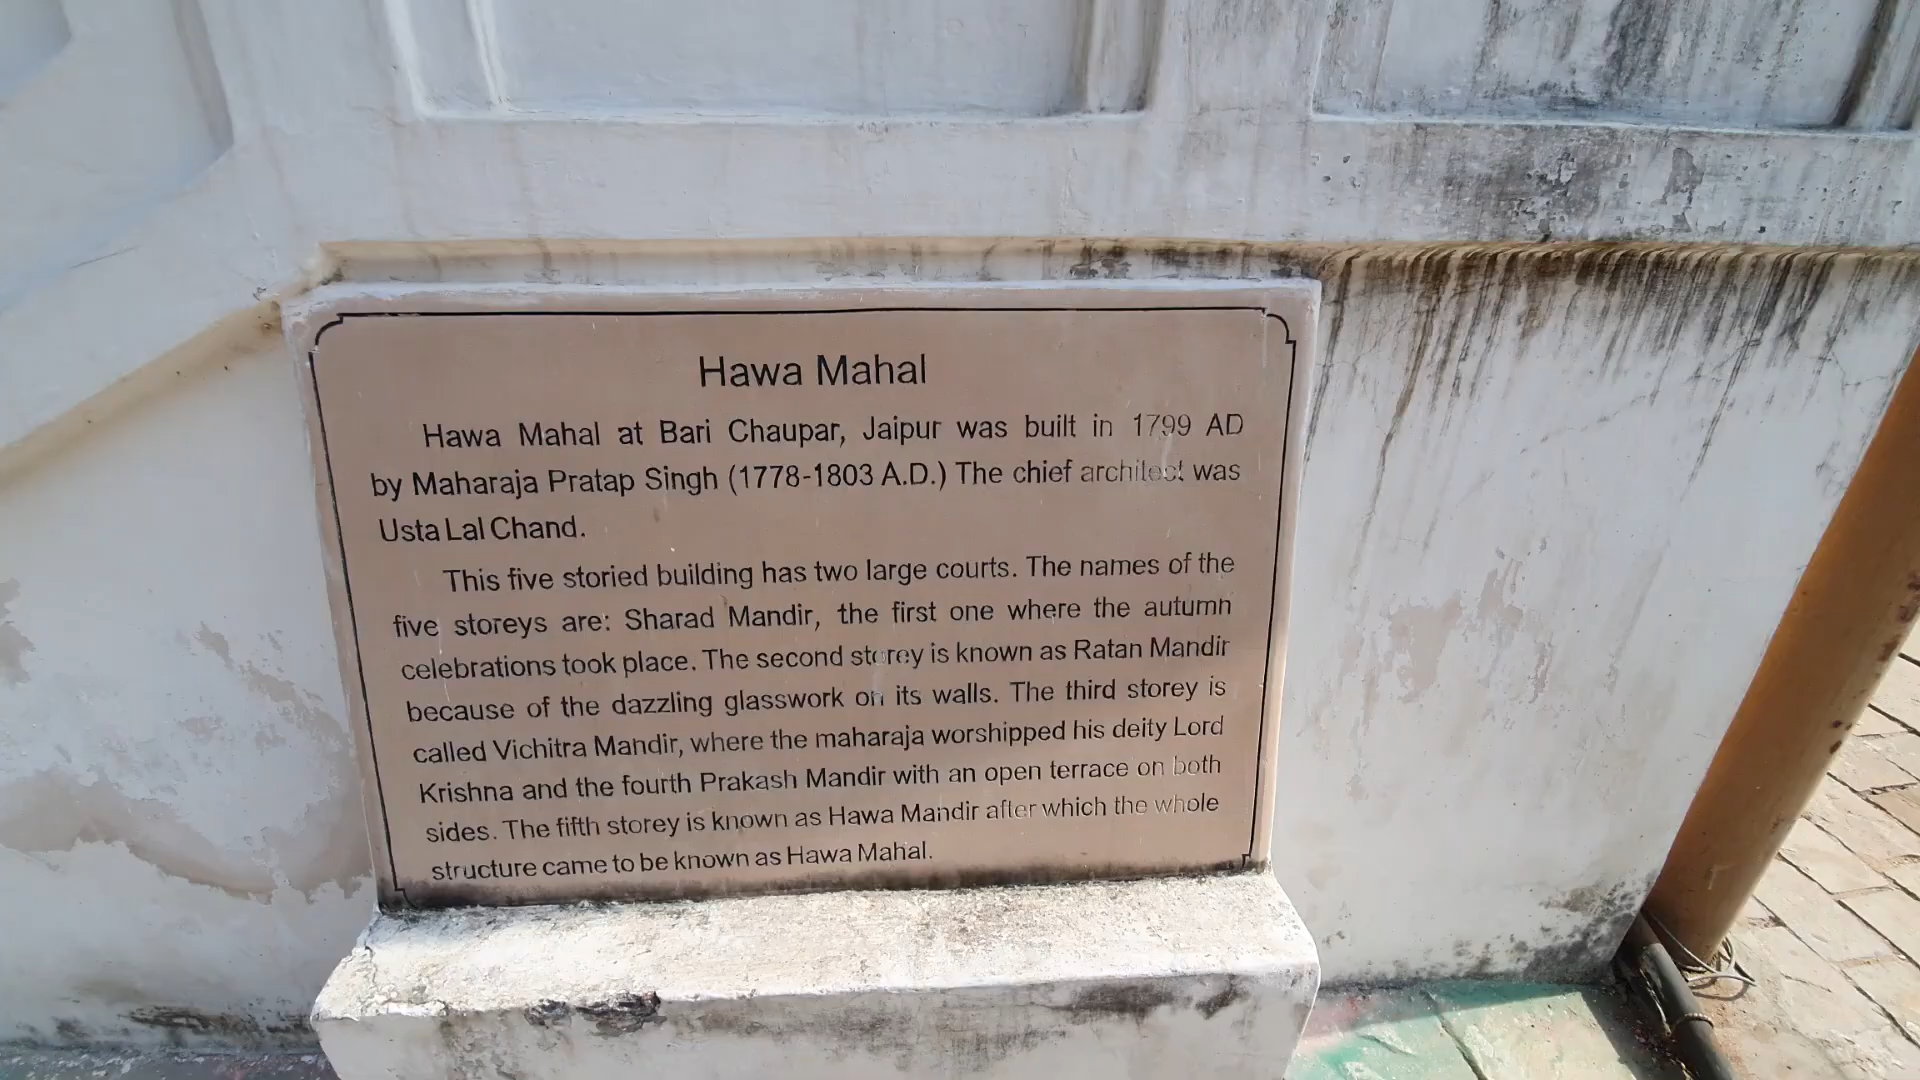 Hawa Mahal
Hawa Mahal at Bari Chaupar, Jaipur was built in 1799 AD
by Maharaja Pratap Singh (1778-1803 A.D.) The chief architect was
Usta Lal Chand.
This five storied building has two large courts. The names of the
five storeys are: Sharad Mandir, the first one where the autumn
celebrations took place. The second storey is known as Ratan Mandir
because of the dazzling glasswork on its walls. The third storey is
called Vichitra Mandir, where the maharaja worshipped his deity Lord
Krishna and the fourth Prakash Mandir with an open terrace on both
sides. The fifth storey is known as Hawa Mandir after which the whole
structure came to be known as Hawa Mahal.